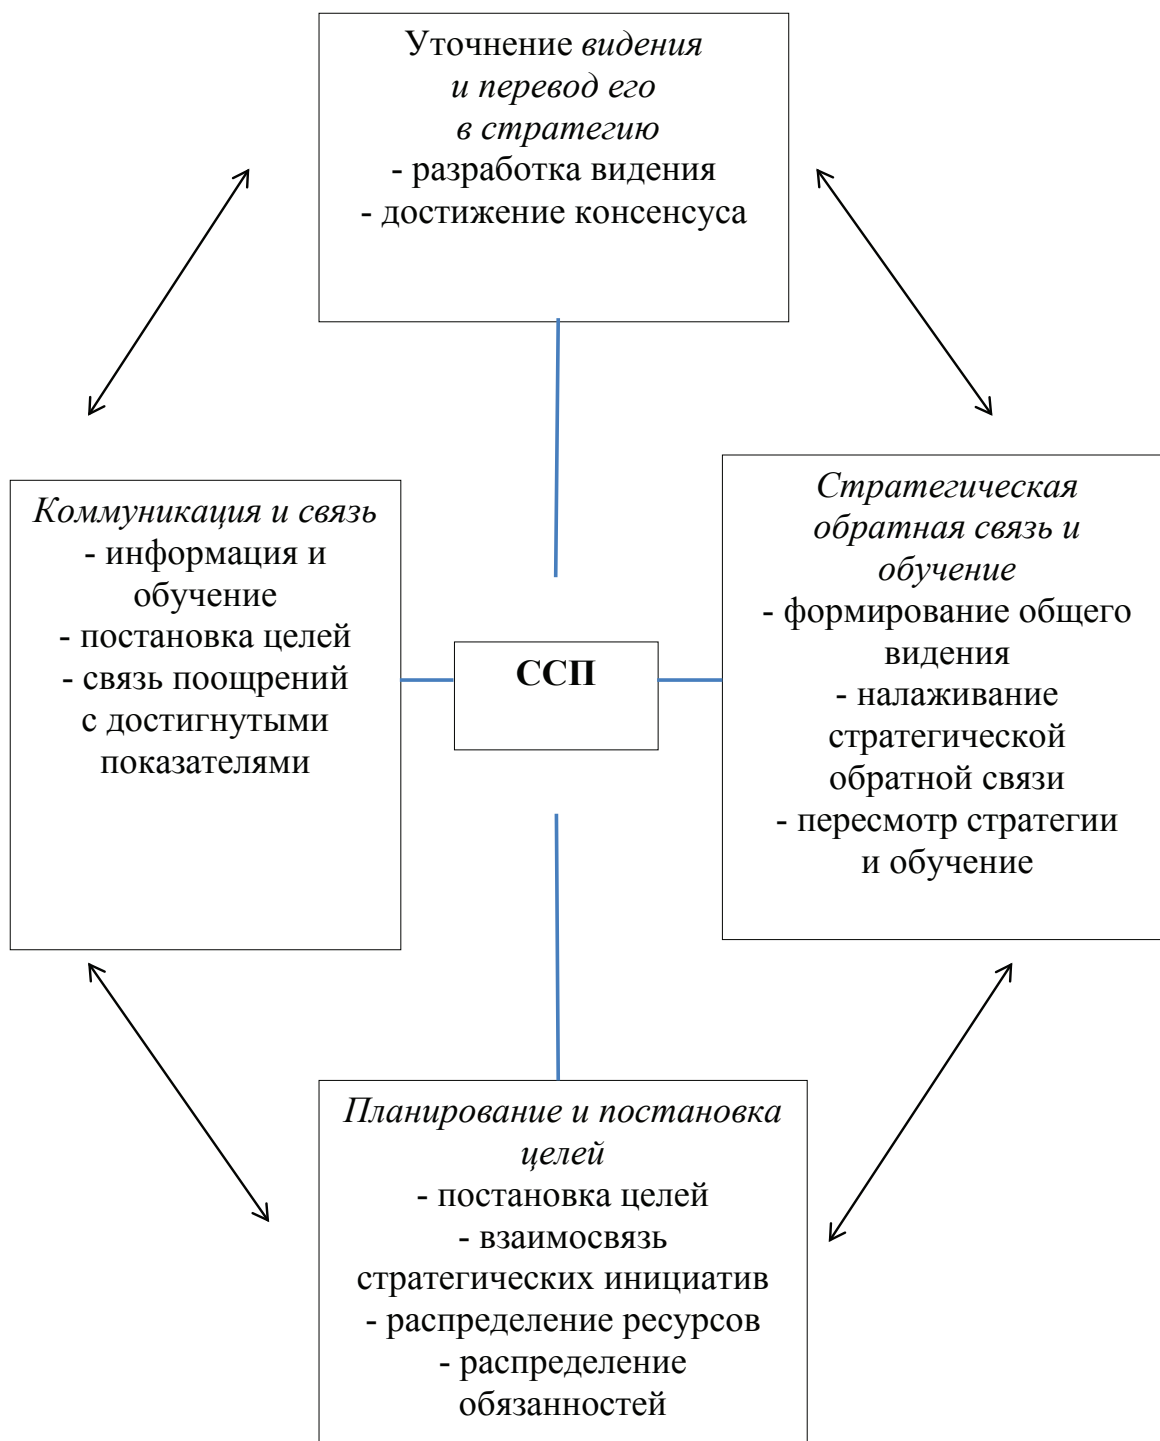 Уточнение видения
и перевод его
в стратегию
- разработка видения
- достижение консенсуса
Коммуникация и связь
- информация и
обучение
- постановка целей
- связь поощрений
с достигнутыми
показателями
ССП
Стратегическая
обратная связь и
обучение
- формирование общего
видения
- налаживание
стратегической
обратной связи
- пересмотр стратегии
и обучение
Планирование и постановка
целей
- постановка целей
- взаимосвязь
стратегических инициатив
- распределение ресурсов
- распределение
обязанностей